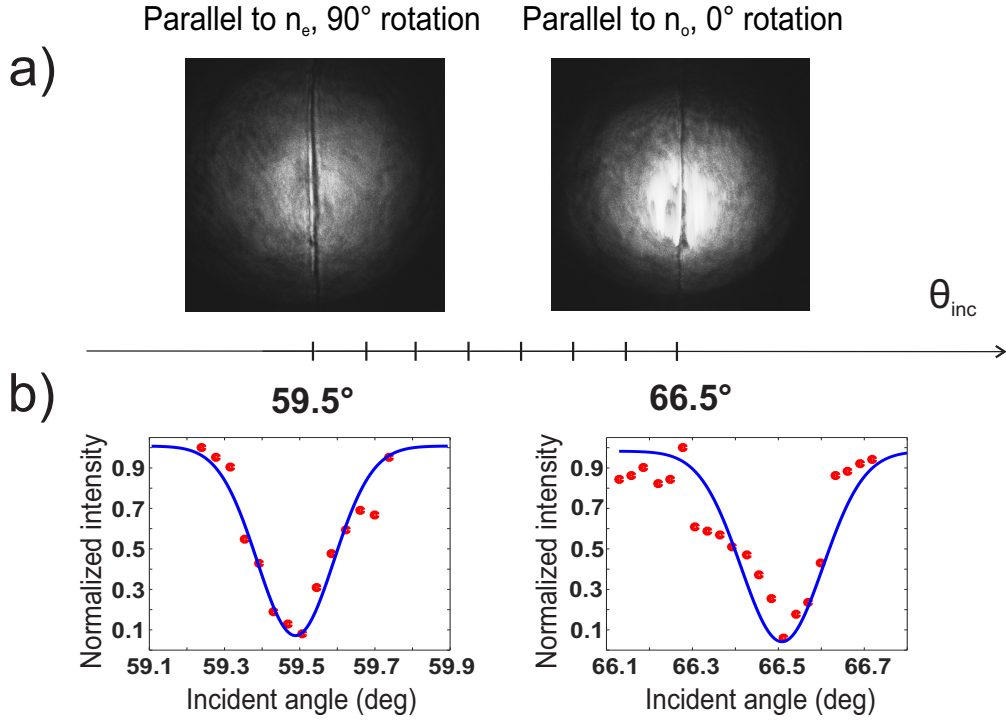 Parallel to nₑ, 90° rotation
Parallel to nₒ, 0° rotation
a)
θinc
b)
59.5°
66.5°
Normalized intensity
0.9
0.7
0.5
0.3
0.1
59.1 59.3 59.5 59.7 59.9
Incident angle (deg)
Normalized intensity
0.9
0.7
0.5
0.3
0.1
66.1 66.3 66.5 66.7
Incident angle (deg)